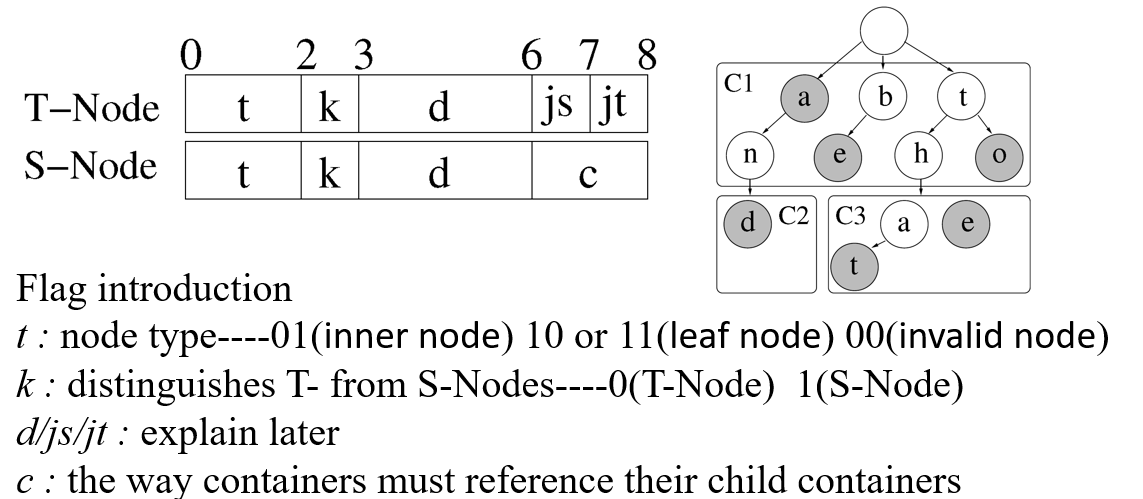 0 2 3 6 7 8
T–Node t k d js jt
S–Node t k d c
C1
a b t
n e h o
d C2 C3 a e
t
Flag introduction
t : node type----01(inner node) 10 or 11(leaf node) 00(invalid node)
k : distinguishes T- from S-Nodes----0(T-Node) 1(S-Node)
d/js/jt : explain later
c : the way containers must reference their child containers